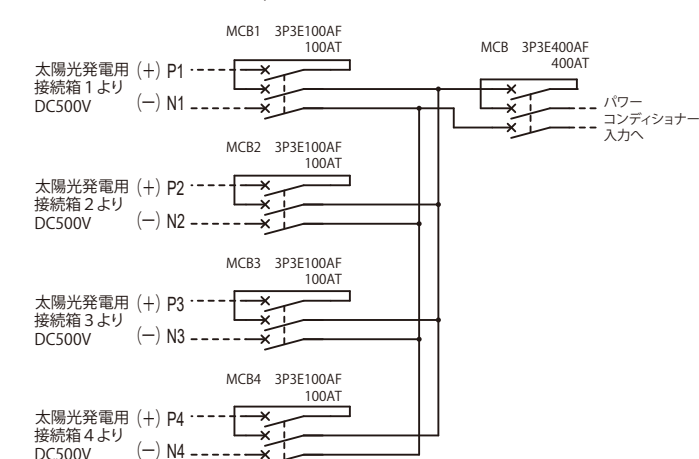 MCB1 3P3E100AF
100AT
MCB 3P3E400AF
400AT
太陽光発電用 (+) P1
接続箱1より
DC500V (−) N1
パワー
コンディショナー
入力へ
MCB2 3P3E100AF
100AT
太陽光発電用 (+) P2
接続箱2より
DC500V (−) N2
MCB3 3P3E100AF
100AT
太陽光発電用 (+) P3
接続箱3より
DC500V (−) N3
MCB4 3P3E100AF
100AT
太陽光発電用 (+) P4
接続箱4より
DC500V (−) N4